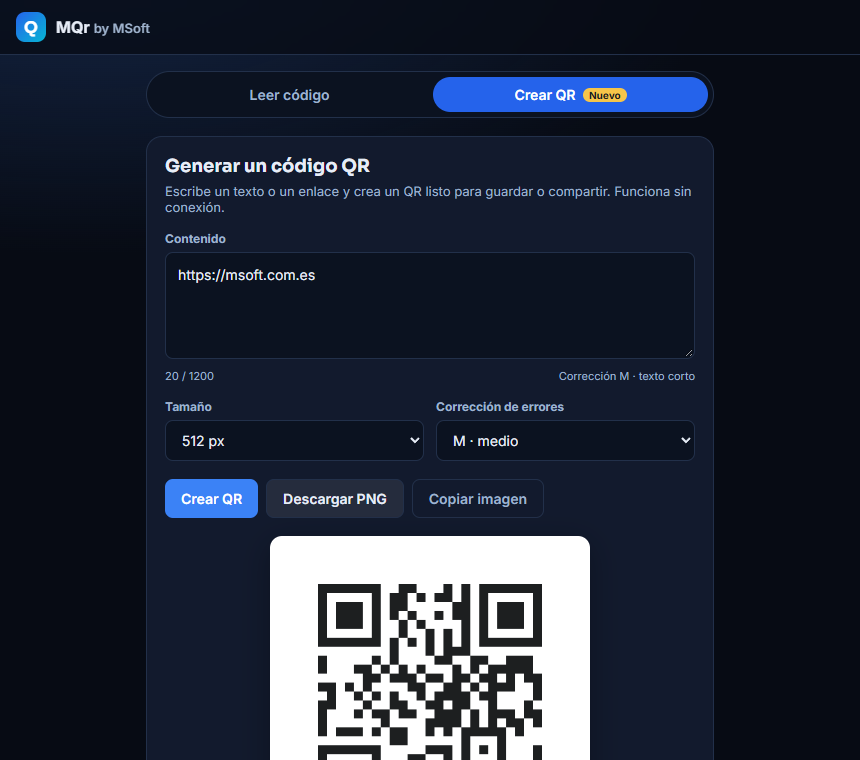 Q MQr by MSoft
Leer código
Crear QR Nuevo
Generar un código QR
Escribe un texto o un enlace y crea un QR listo para guardar o compartir. Funciona sin
conexión.
Contenido
https://msoft.com.es
20 / 1200 Corrección M · texto corto
Tamaño Corrección de errores
512 px M · medio
Crear QR Descargar PNG Copiar imagen